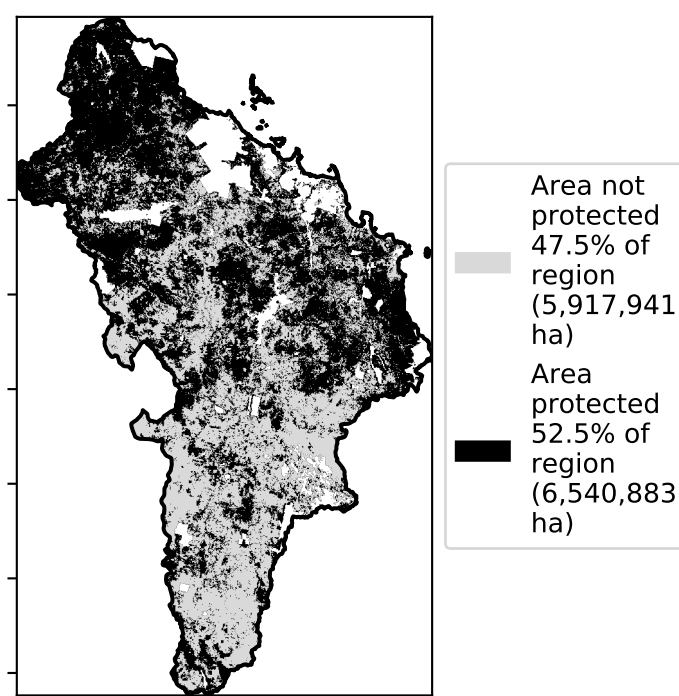 Area not
protected
47.5% of
region
(5,917,941
ha)
Area
protected
52.5% of
region
(6,540,883
ha)